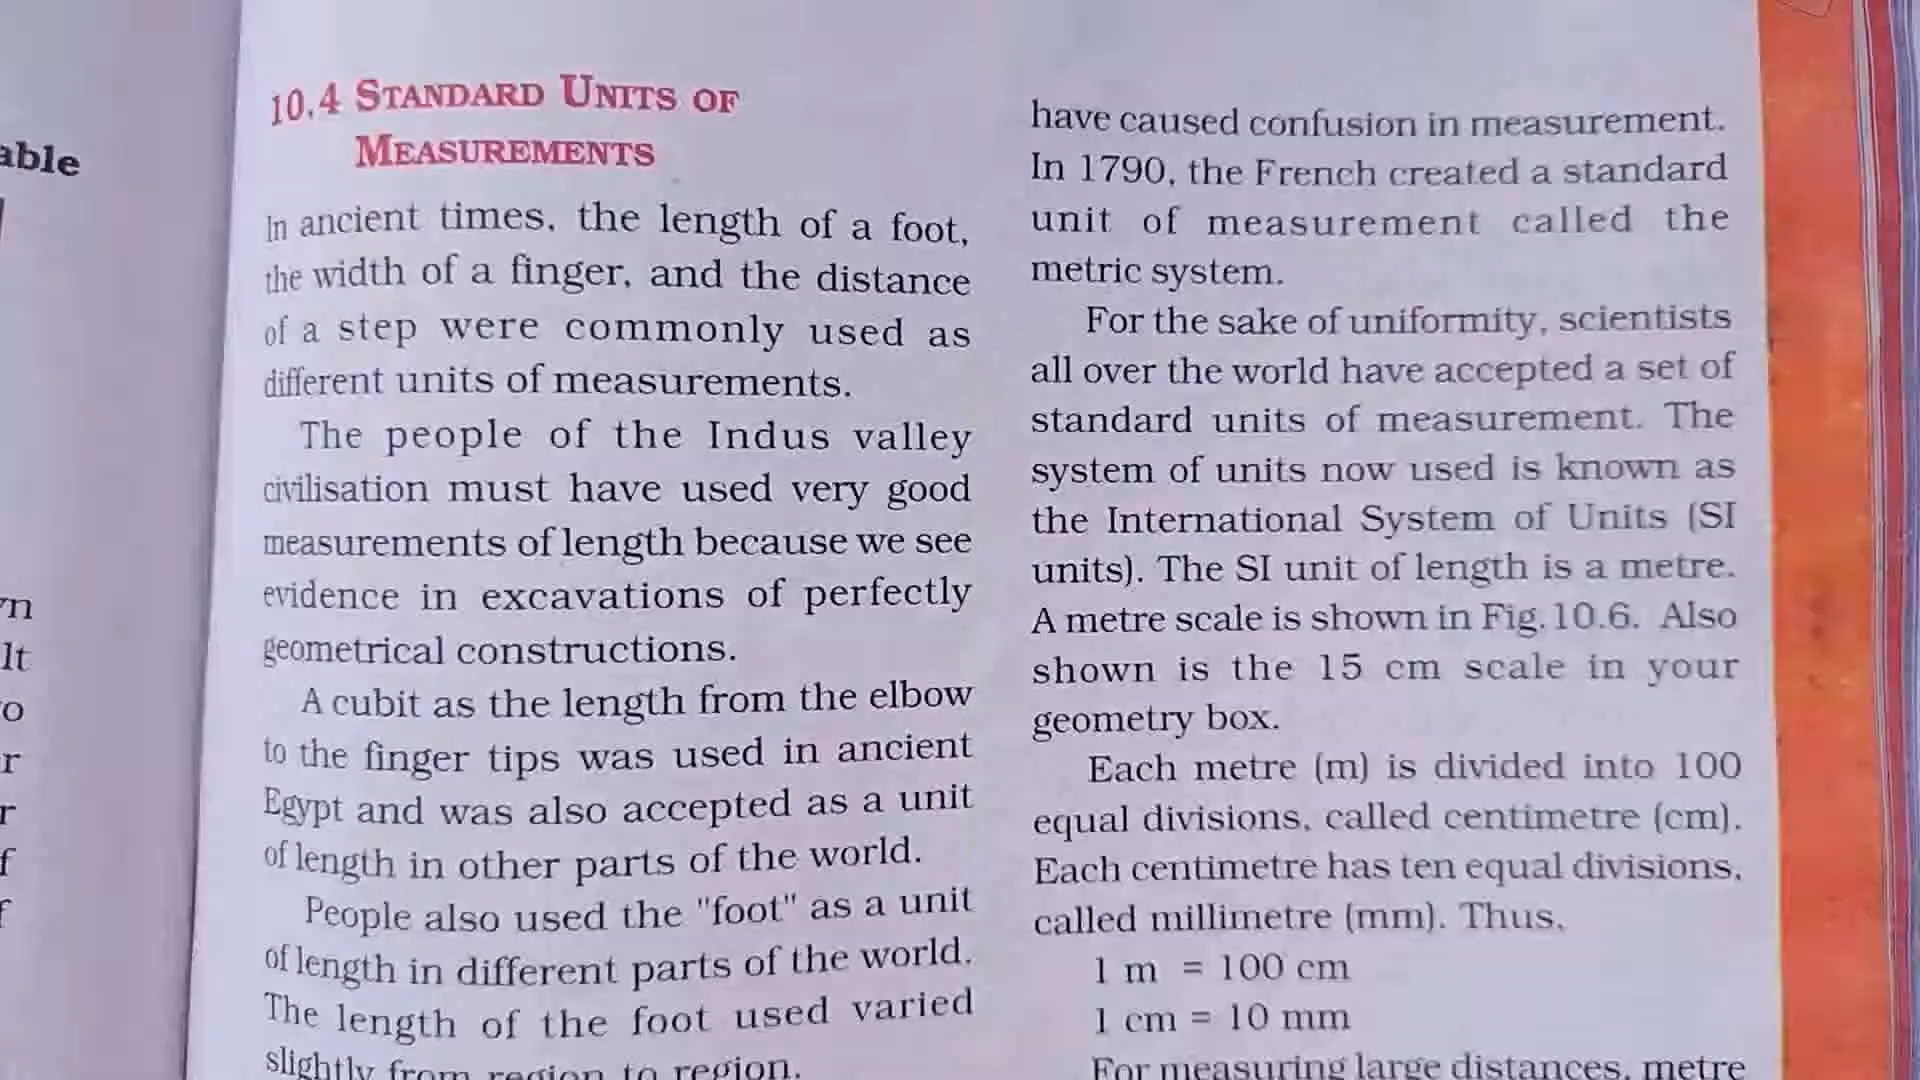 able
10.4 STANDARD UNITS OF
MEASUREMENTS
In ancient times, the length of a foot,
the width of a finger, and the distance
of a step were commonly used as
different units of measurements.
The people of the Indus valley
civilisation must have used very good
measurements of length because we see
evidence in excavations of perfectly
geometrical constructions.
A cubit as the length from the elbow
to the finger tips was used in ancient
Egypt and was also accepted as a unit
of length in other parts of the world.
People also used the "foot" as a unit
of length in different parts of the world.
The length of the foot used varied
slightly from region to region.
have caused confusion in measurement.
In 1790, the French created a standard
unit of measurement called the
metric system.
For the sake of uniformity, scientists
all over the world have accepted a set of
standard units of measurement. The
system of units now used is known as
the International System of Units (SI
units). The SI unit of length is a metre.
A metre scale is shown in Fig.10.6. Also
shown is the 15 cm scale in your
geometry box.
Each metre (m) is divided into 100
equal divisions, called centimetre (cm).
Each centimetre has ten equal divisions,
called millimetre (mm). Thus,
1 m = 100 cm
1 cm = 10 mm
For measuring large distances, metre